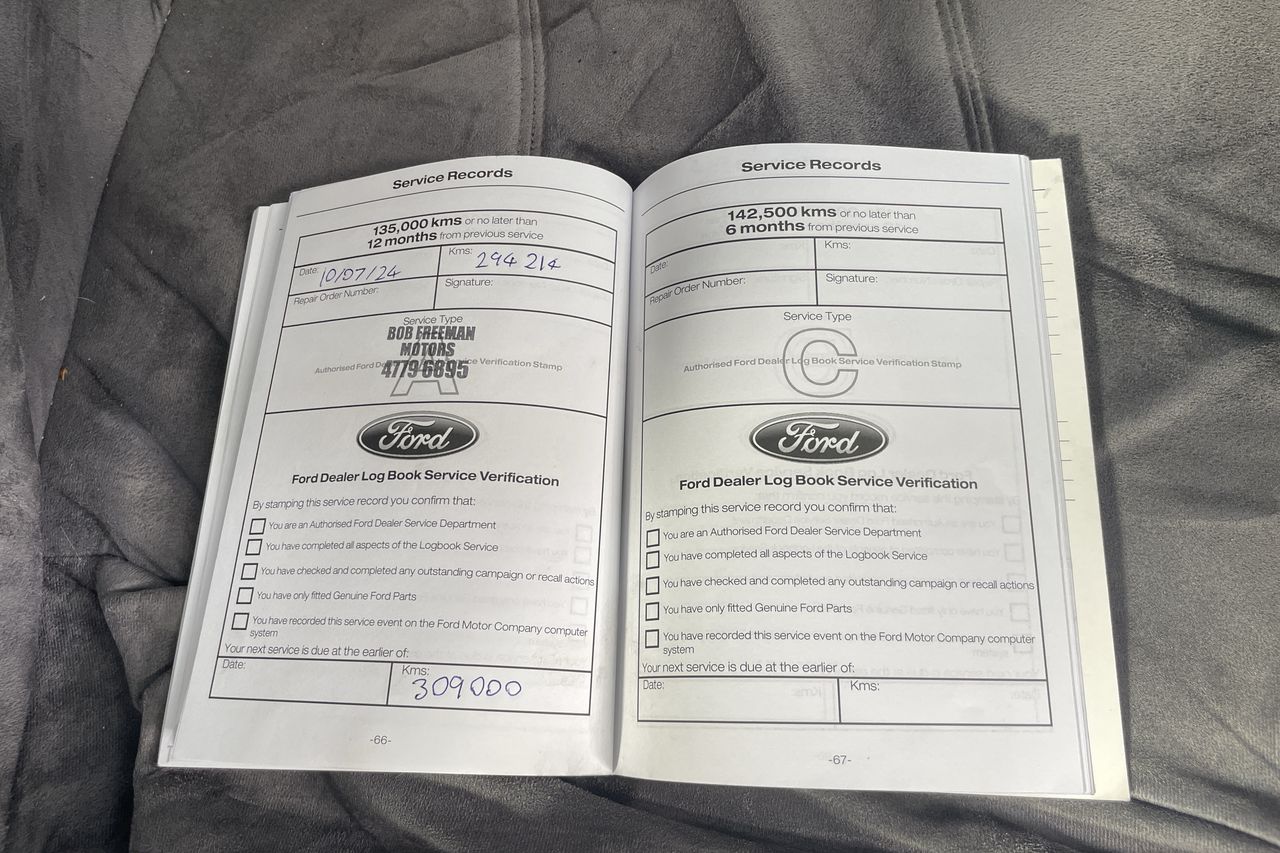 Service Records
135,000 kms or no later than
12 months from previous service
Date: 10/07/24
Kms: 294 214
Repair Order Number:
Signature:
Service Type
BOB FREEMAN
MOTORS
4779 6895
A
Authorised Ford De Service Verification Stamp
Ford
Ford Dealer Log Book Service Verification
By stamping this service record you confirm that:
You are an Authorised Ford Dealer Service Department
You have completed all aspects of the Logbook Service
You have checked and completed any outstanding campaign or recall actions
You have only fitted Genuine Ford Parts
You have recorded this service event on the Ford Motor Company computer
system
Your next service is due at the earlier of:
Date:
Kms: 309000
-66-
Service Records
142,500 kms or no later than
6 months from previous service
Date:
Kms:
Repair Order Number:
Signature:
Service Type
C
Authorised Ford Dealer Log Book Service Verification Stamp
Ford
Ford Dealer Log Book Service Verification
By stamping this service record you confirm that:
You are an Authorised Ford Dealer Service Department
You have completed all aspects of the Logbook Service
You have checked and completed any outstanding campaign or recall actions
You have only fitted Genuine Ford Parts
You have recorded this service event on the Ford Motor Company computer
system
Your next service is due at the earlier of:
Date:
Kms:
-67-